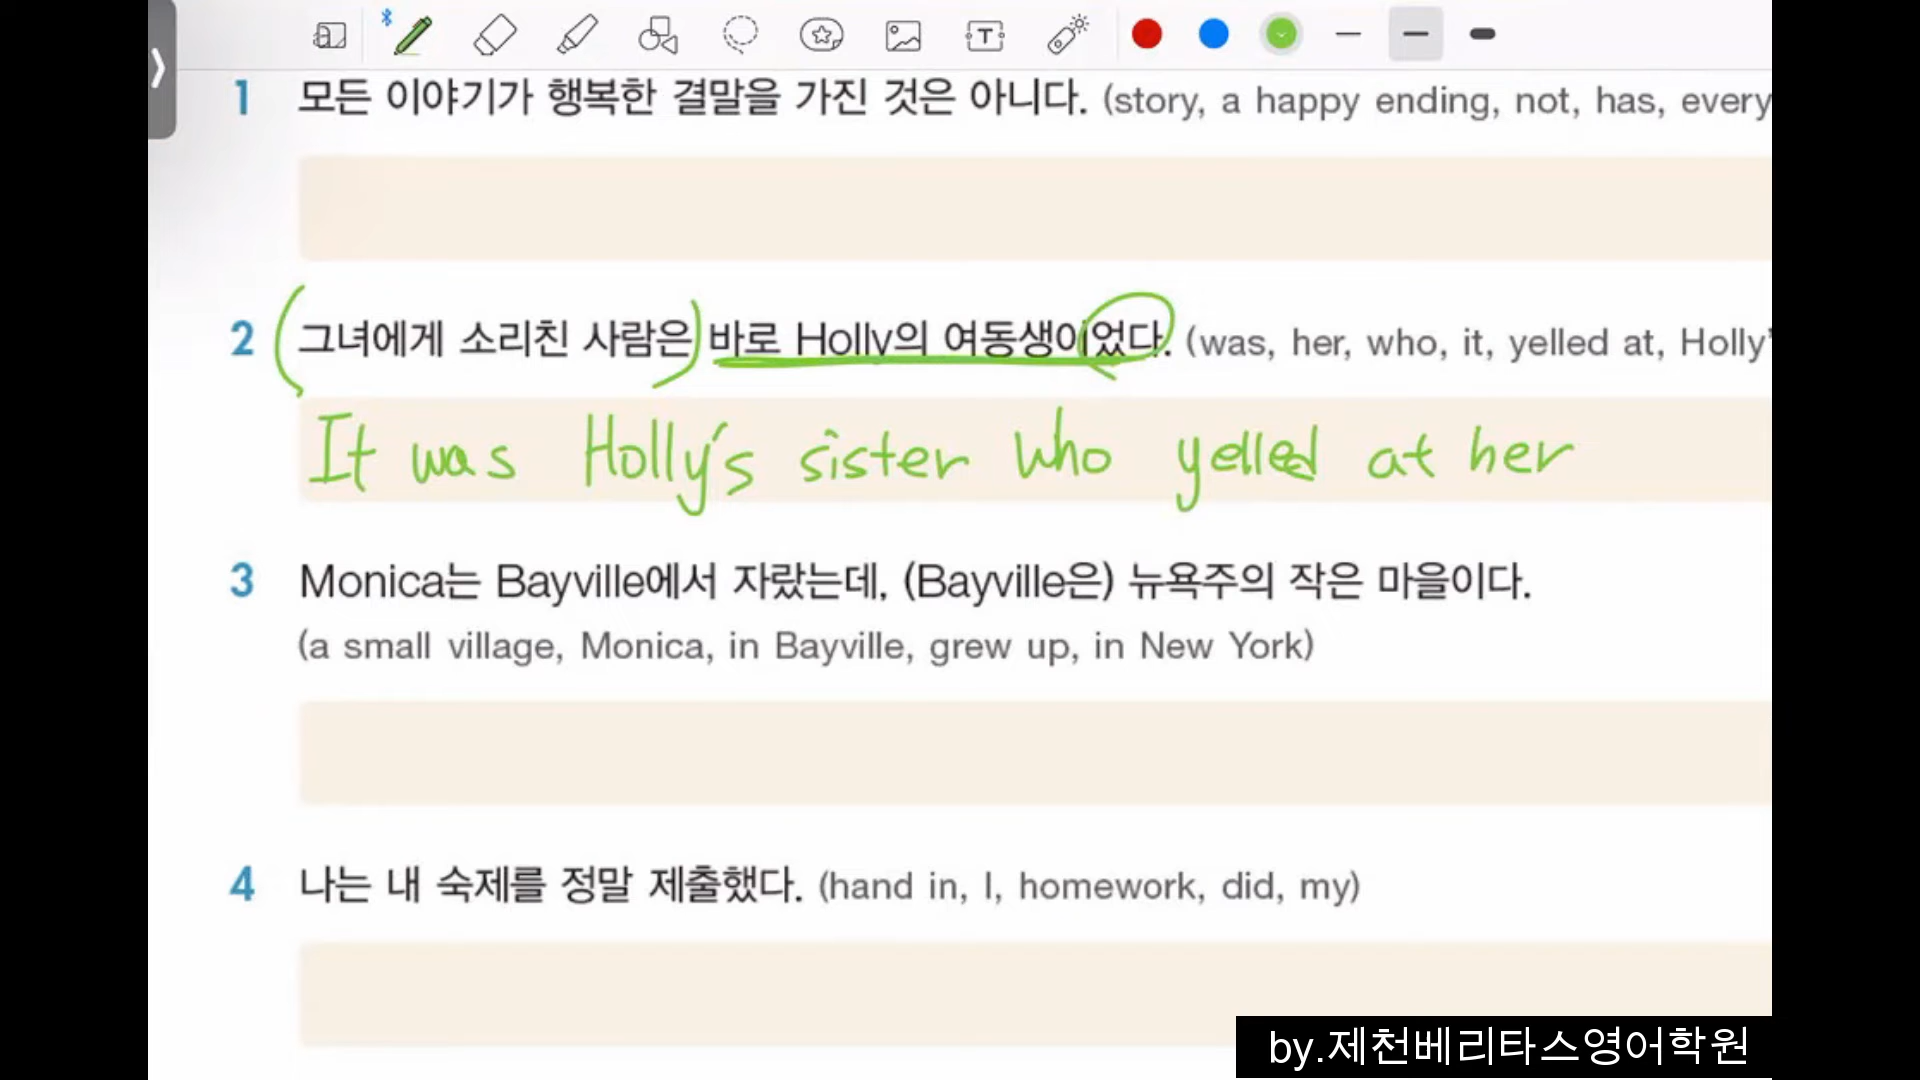 1 모든 이야기가 행복한 결말을 가진 것은 아니다. (story, a happy ending, not, has, every
2 그녀에게 소리친 사람은 바로 Holly의 여동생이었다. (was, her, who, it, yelled at, Holly'
It was Holly's sister who yelled at her
3 Monica는 Bayville에서 자랐는데, (Bayville은) 뉴욕주의 작은 마을이다.
(a small village, Monica, in Bayville, grew up, in New York)
4 나는 내 숙제를 정말 제출했다. (hand in, I, homework, did, my)
by.제천베리타스영어학원